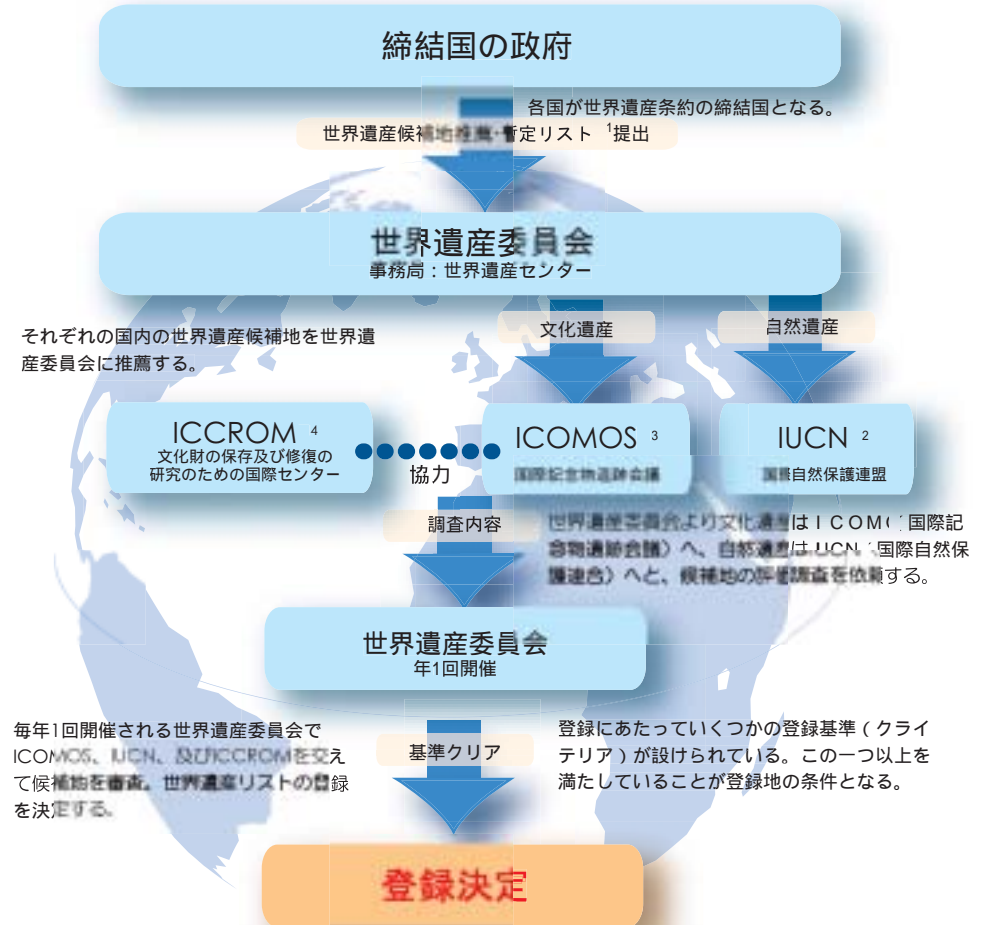 締結国の政府
各国が世界遺産条約の締結国となる。
世界遺産候補地推薦・暫定リスト 1提出
世界遺産委員会
事務局：世界遺産センター
文化遺産
自然遺産
それぞれの国内の世界遺産候補地を世界遺
産委員会に推薦する。
ICCROM 4
文化財の保存及び修復の
研究のための国際センター
協力
ICOMOS 3
国際記念物遺跡会議
IUCN 2
国際自然保護連盟
調査内容
世界遺産委員会より文化遺産はＩＣＯＭ（国際記
念物遺跡会議）へ、自然遺産はIUCN（国際自然保
護連合）へと、候補地の評価調査を依頼する。
世界遺産委員会
年1回開催
毎年1回開催される世界遺産委員会で
ICOMOS、IUCN、及びICCROMを交え
て候補地を審査。世界遺産リストの登録
を決定する。
基準クリア
登録にあたっていくつかの登録基準（クライ
テリア）が設けられている。この一つ以上を
満たしていることが登録地の条件となる。
登録決定